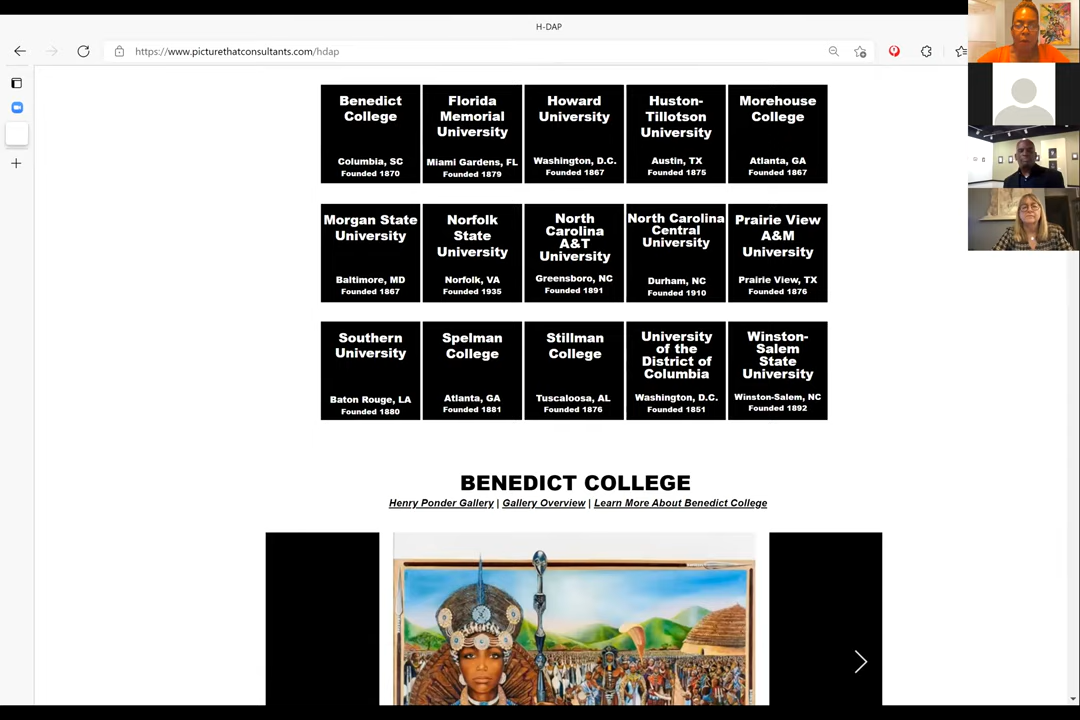 H-DAP
https://www.picturethatconsultants.com/hdap
Benedict
College
Columbia, SC
Founded 1870
Florida
Memorial
University
Miami Gardens, FL
Founded 1879
Howard
University
Washington, D.C.
Founded 1867
Huston-
Tillotson
University
Austin, TX
Founded 1875
Morehouse
College
Atlanta, GA
Founded 1867
Morgan State
University
Baltimore, MD
Founded 1867
Norfolk
State
University
Norfolk, VA
Founded 1935
North
Carolina
A&T
University
Greensboro, NC
Founded 1891
North Carolina
Central
University
Durham, NC
Founded 1910
Prairie View
A&M
University
Prairie View, TX
Founded 1876
Southern
University
Baton Rouge, LA
Founded 1880
Spelman
College
Atlanta, GA
Founded 1881
Stillman
College
Tuscaloosa, AL
Founded 1876
University
of the
District of
Columbia
Washington, D.C.
Founded 1851
Winston-
Salem
State
University
Winston-Salem, NC
Founded 1892
BENEDICT COLLEGE
Henry Ponder Gallery | Gallery Overview | Learn More About Benedict College